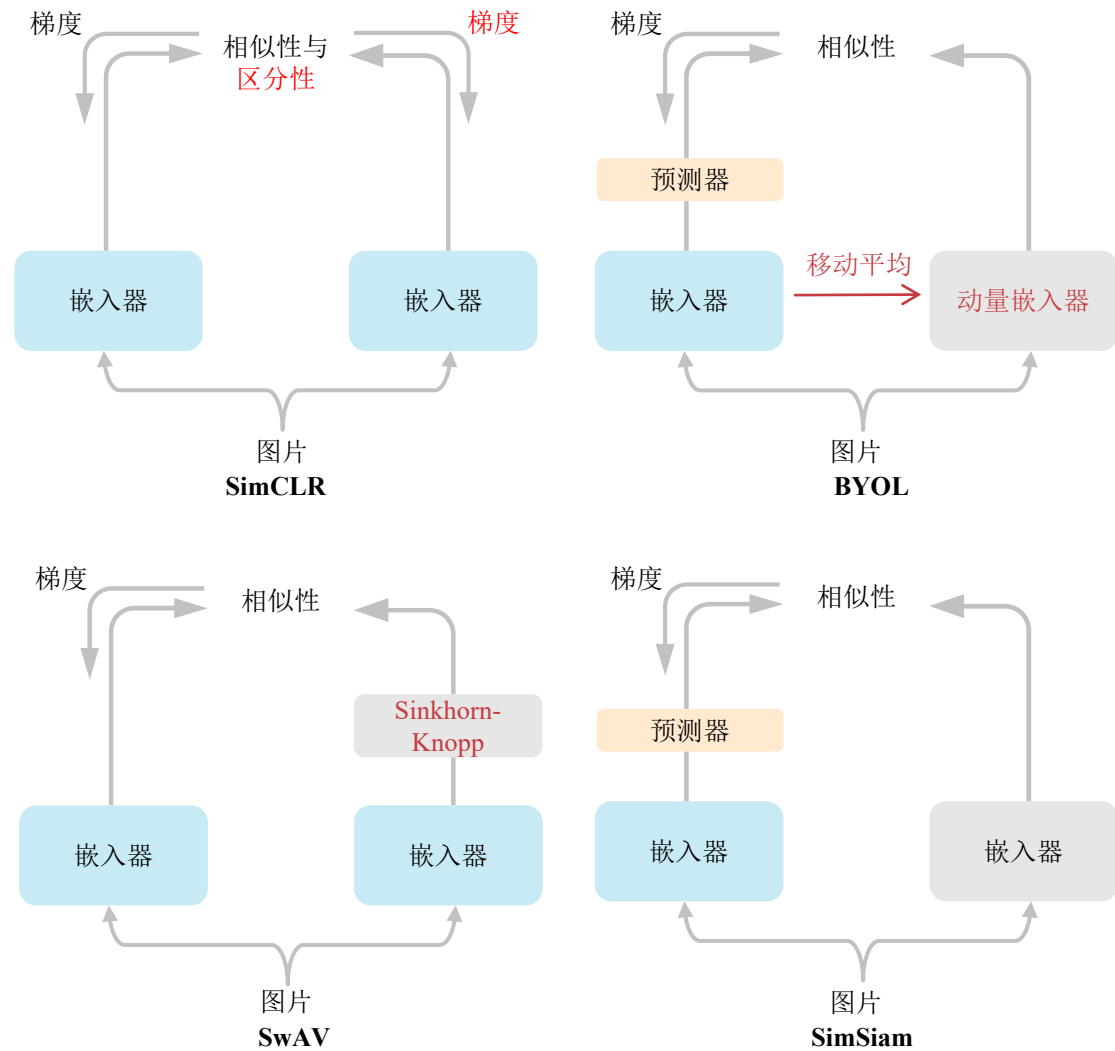 梯度
相似性与
区分性
梯度
嵌入器
嵌入器
图片
SimCLR
梯度
相似性
预测器
嵌入器
移动平均
动量嵌入器
图片
BYOL
梯度
相似性
Sinkhorn-
Knopp
嵌入器
嵌入器
图片
SwAV
梯度
相似性
预测器
嵌入器
嵌入器
图片
SimSiam